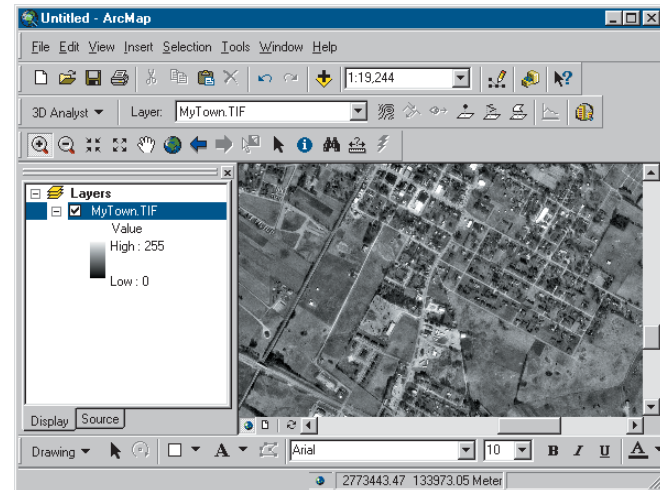 Untitled - ArcMap
File Edit View Insert Selection Tools Window Help
1:19,244
3D Analyst Layer: MyTown.TIF
Layers
MyTown.TIF
Value
High : 255
Low : 0
Display Source
Drawing A Arial 10 B I U A
2773443.47 133973.05 Meter